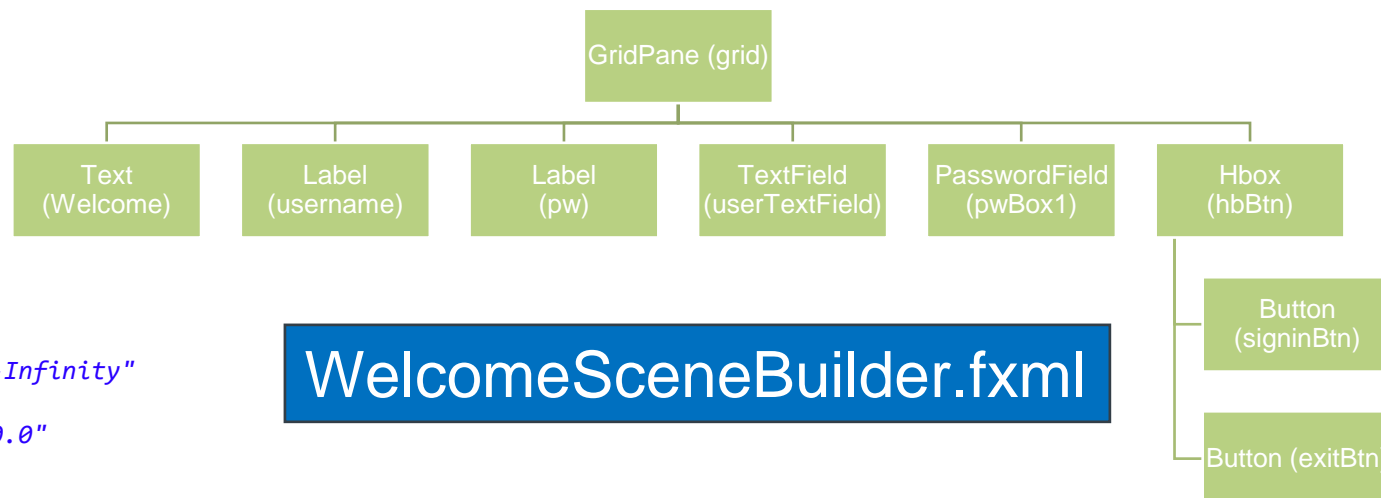 GridPane (grid)
Text
(Welcome)
Label
(username)
Label
(pw)
TextField
(userTextField)
PasswordField
(pwBox1)
Hbox
(hbBtn)
Button
(signinBtn)
Button (exitBtn
Infinity"
.0"
WelcomeSceneBuilder.fxml